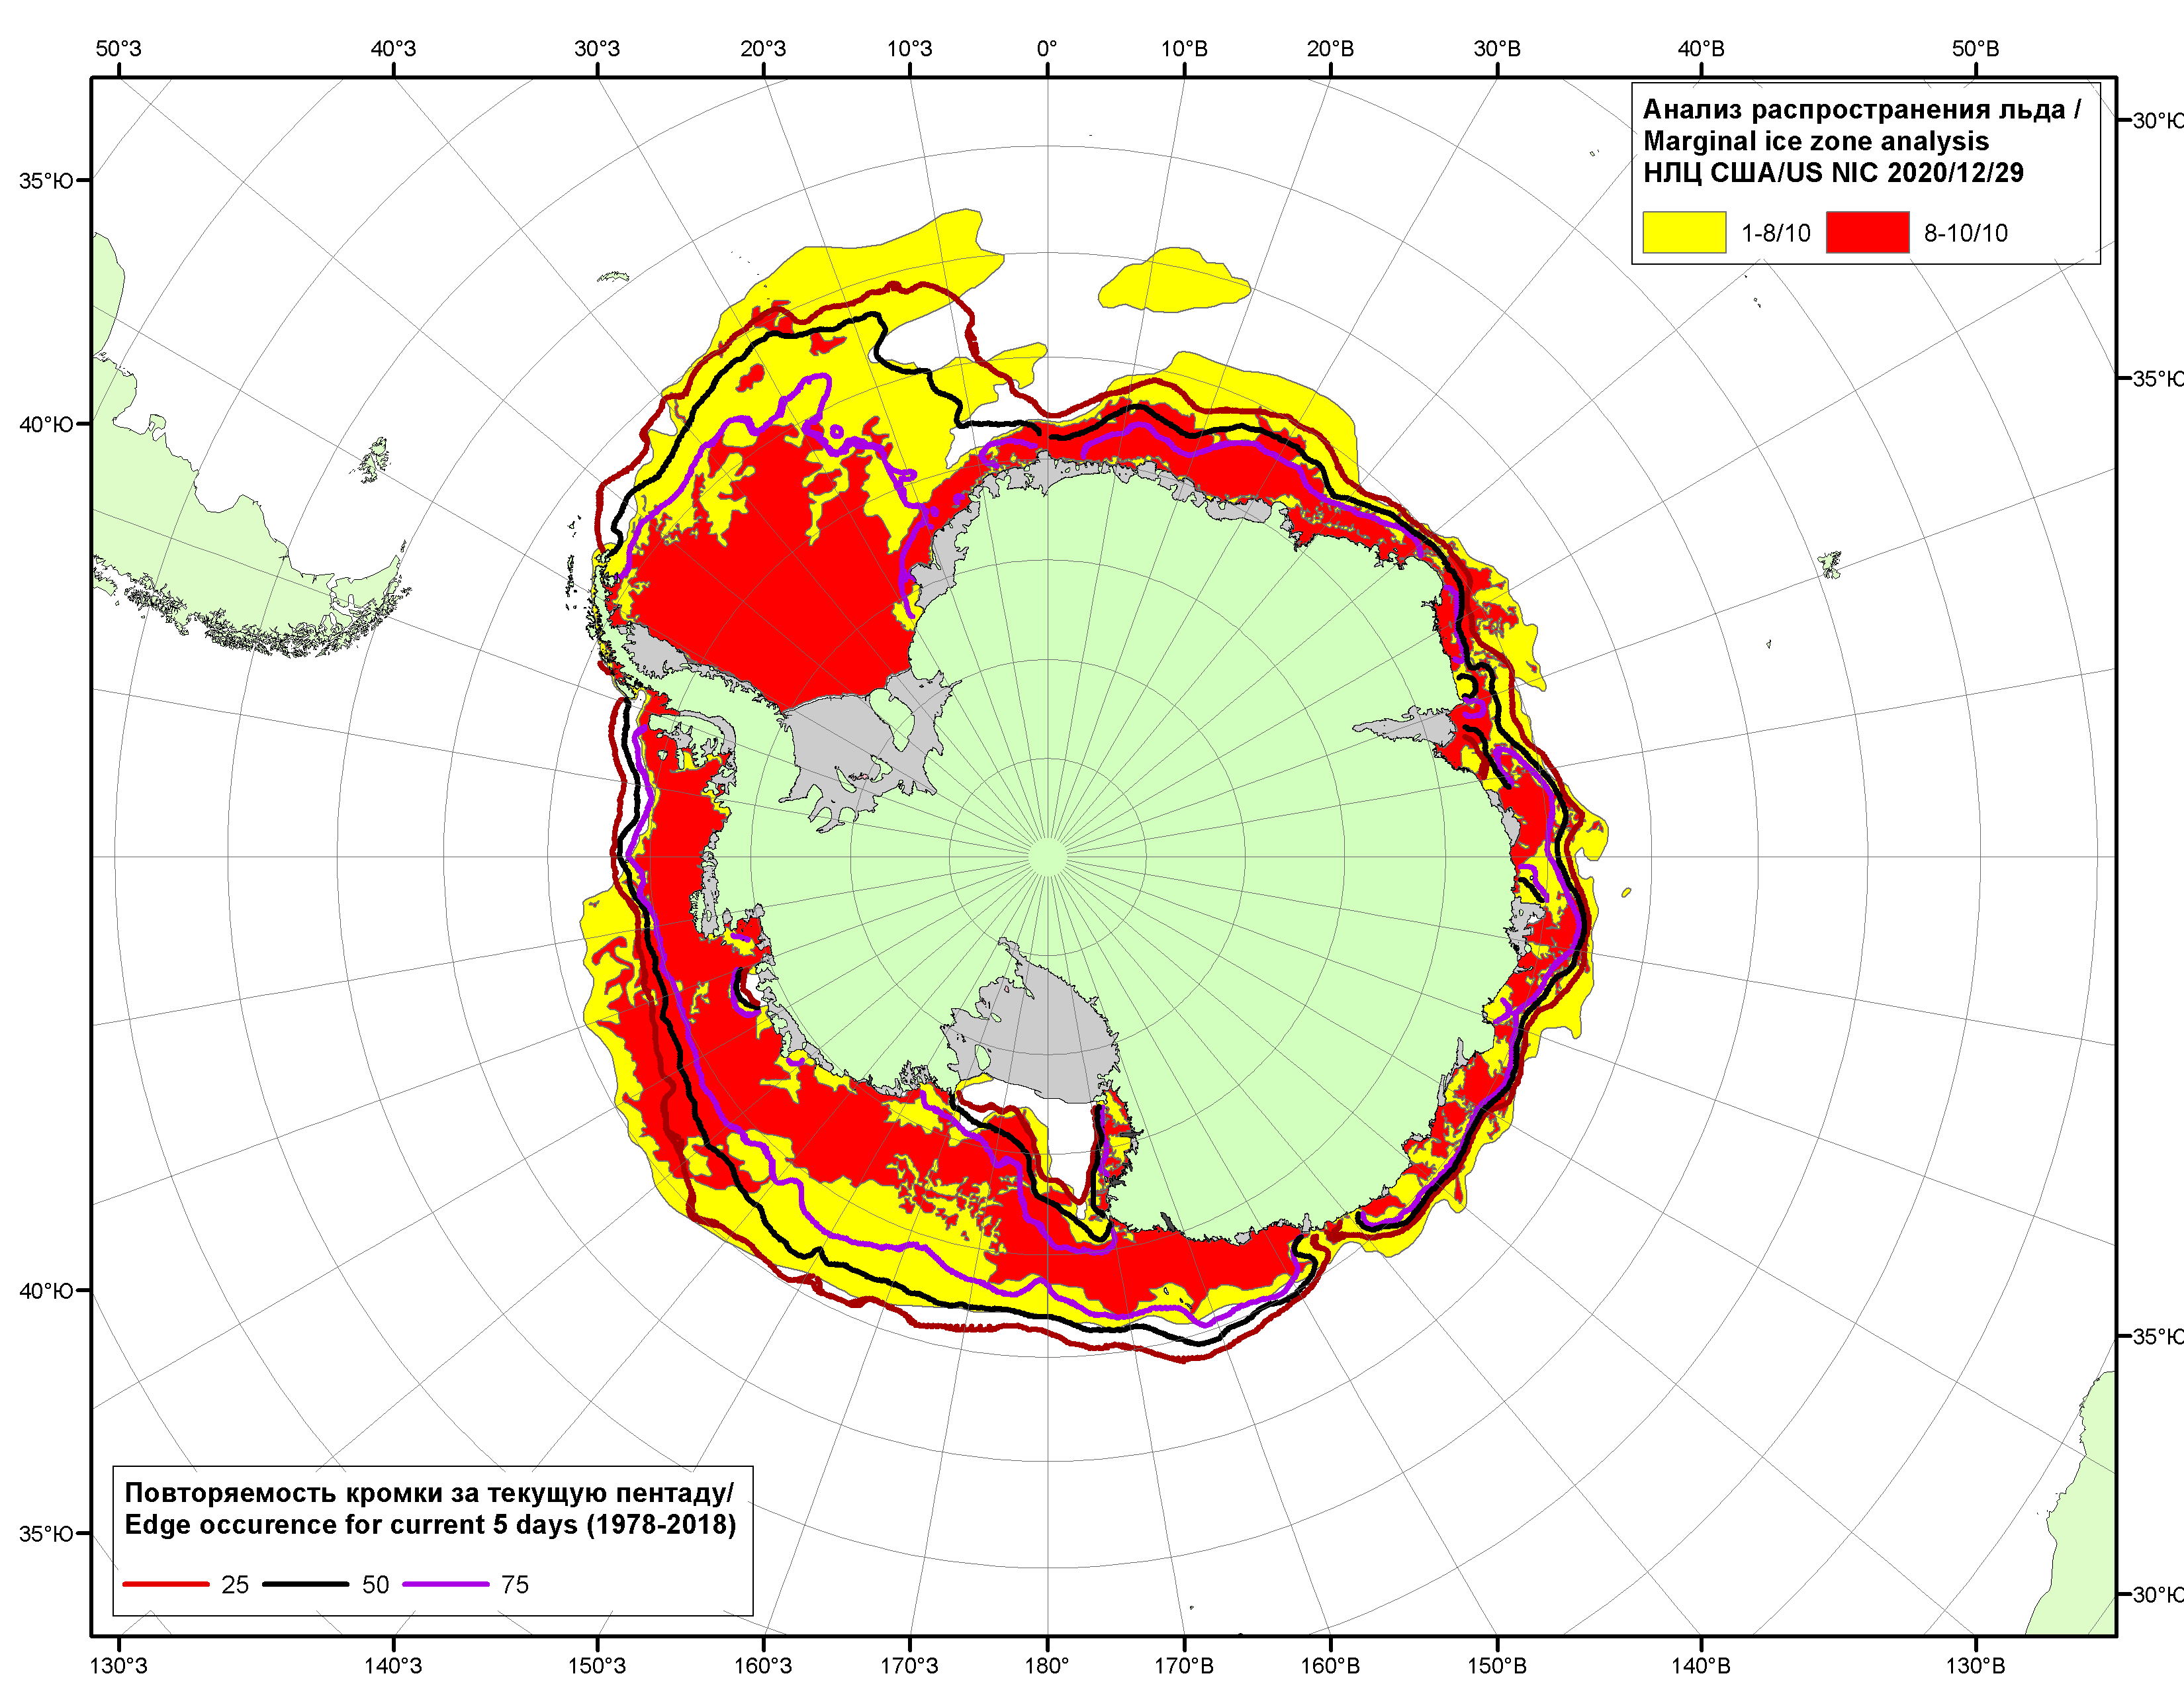 50°З 40°З 30°З 20°З 10°З 0° 10°В 20°В 30°В 40°В 50°В
Анализ распространения льда /
Marginal ice zone analysis
НЛЦ США/US NIC 2020/12/29
1-8/10 8-10/10
30°Ю
35°Ю
35°Ю
40°Ю
40°Ю
35°Ю
35°Ю
30°Ю
Повторяемость кромки за текущую пентаду/
Edge occurence for current 5 days (1978-2018)
25 50 75
130°З 140°З 150°З 160°З 170°З 180° 170°В 160°В 150°В 140°В 130°В